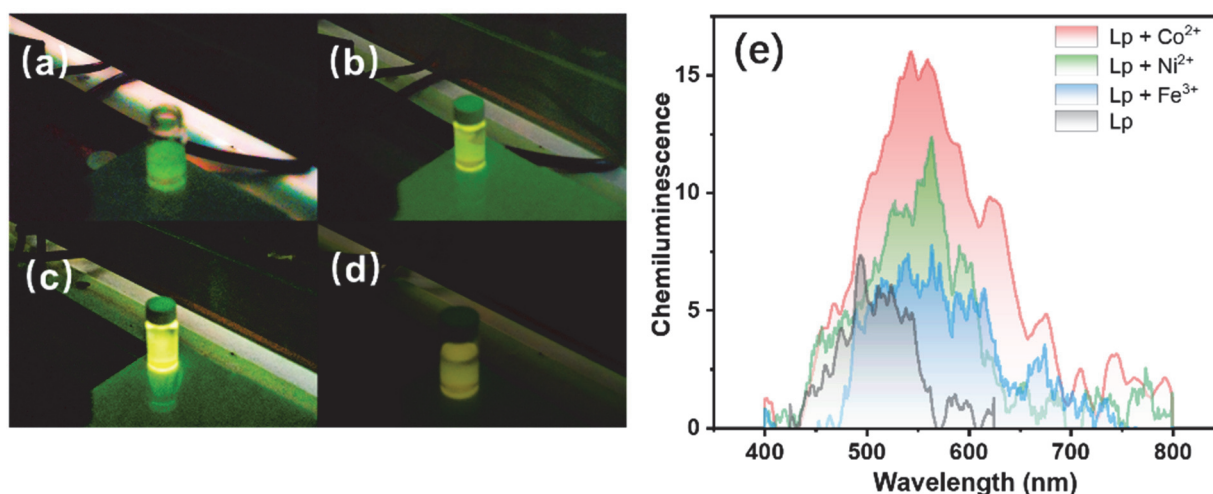 (a)
(b)
(c)
(d)
(e)
Lp + Co²⁺
Lp + Ni²⁺
Lp + Fe³⁺
Lp
Chemiluminescence
15
10
5
0
400 500 600 700 800
Wavelength (nm)